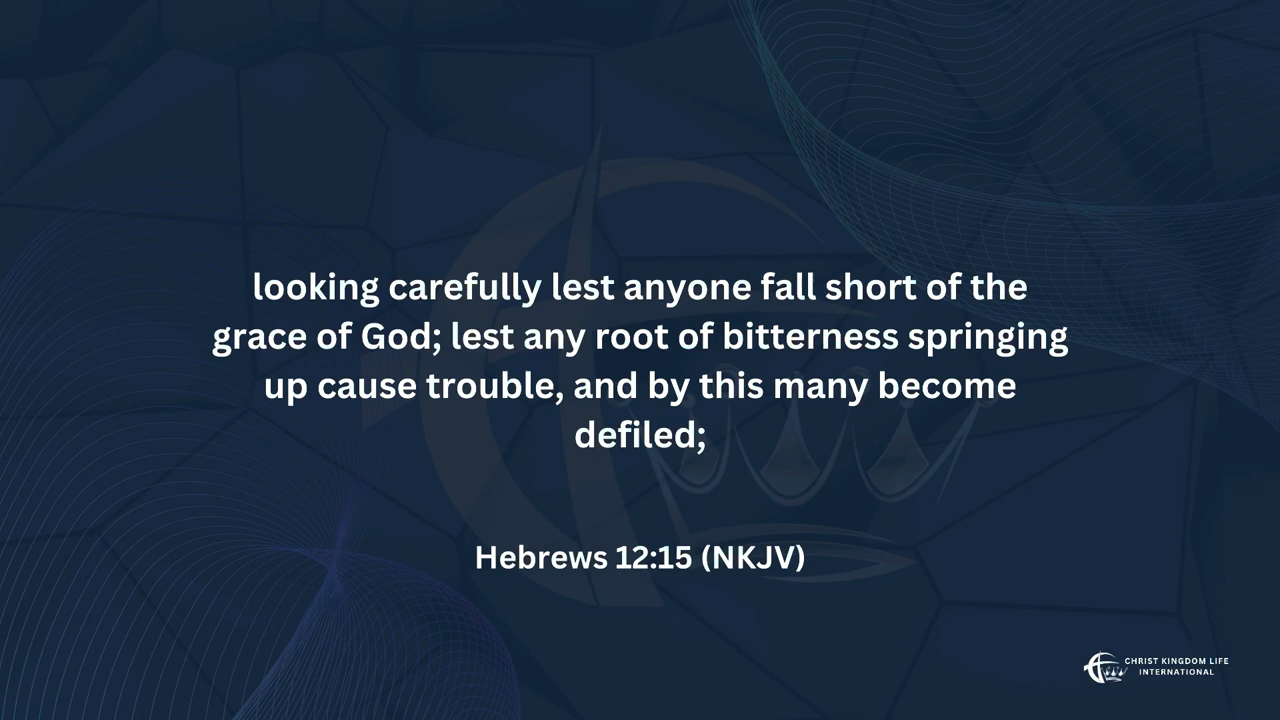 looking carefully lest anyone fall short of the
grace of God; lest any root of bitterness springing
up cause trouble, and by this many become
defiled;
Hebrews 12:15 (NKJV)
CHRIST KINGDOM LIFE
INTERNATIONAL